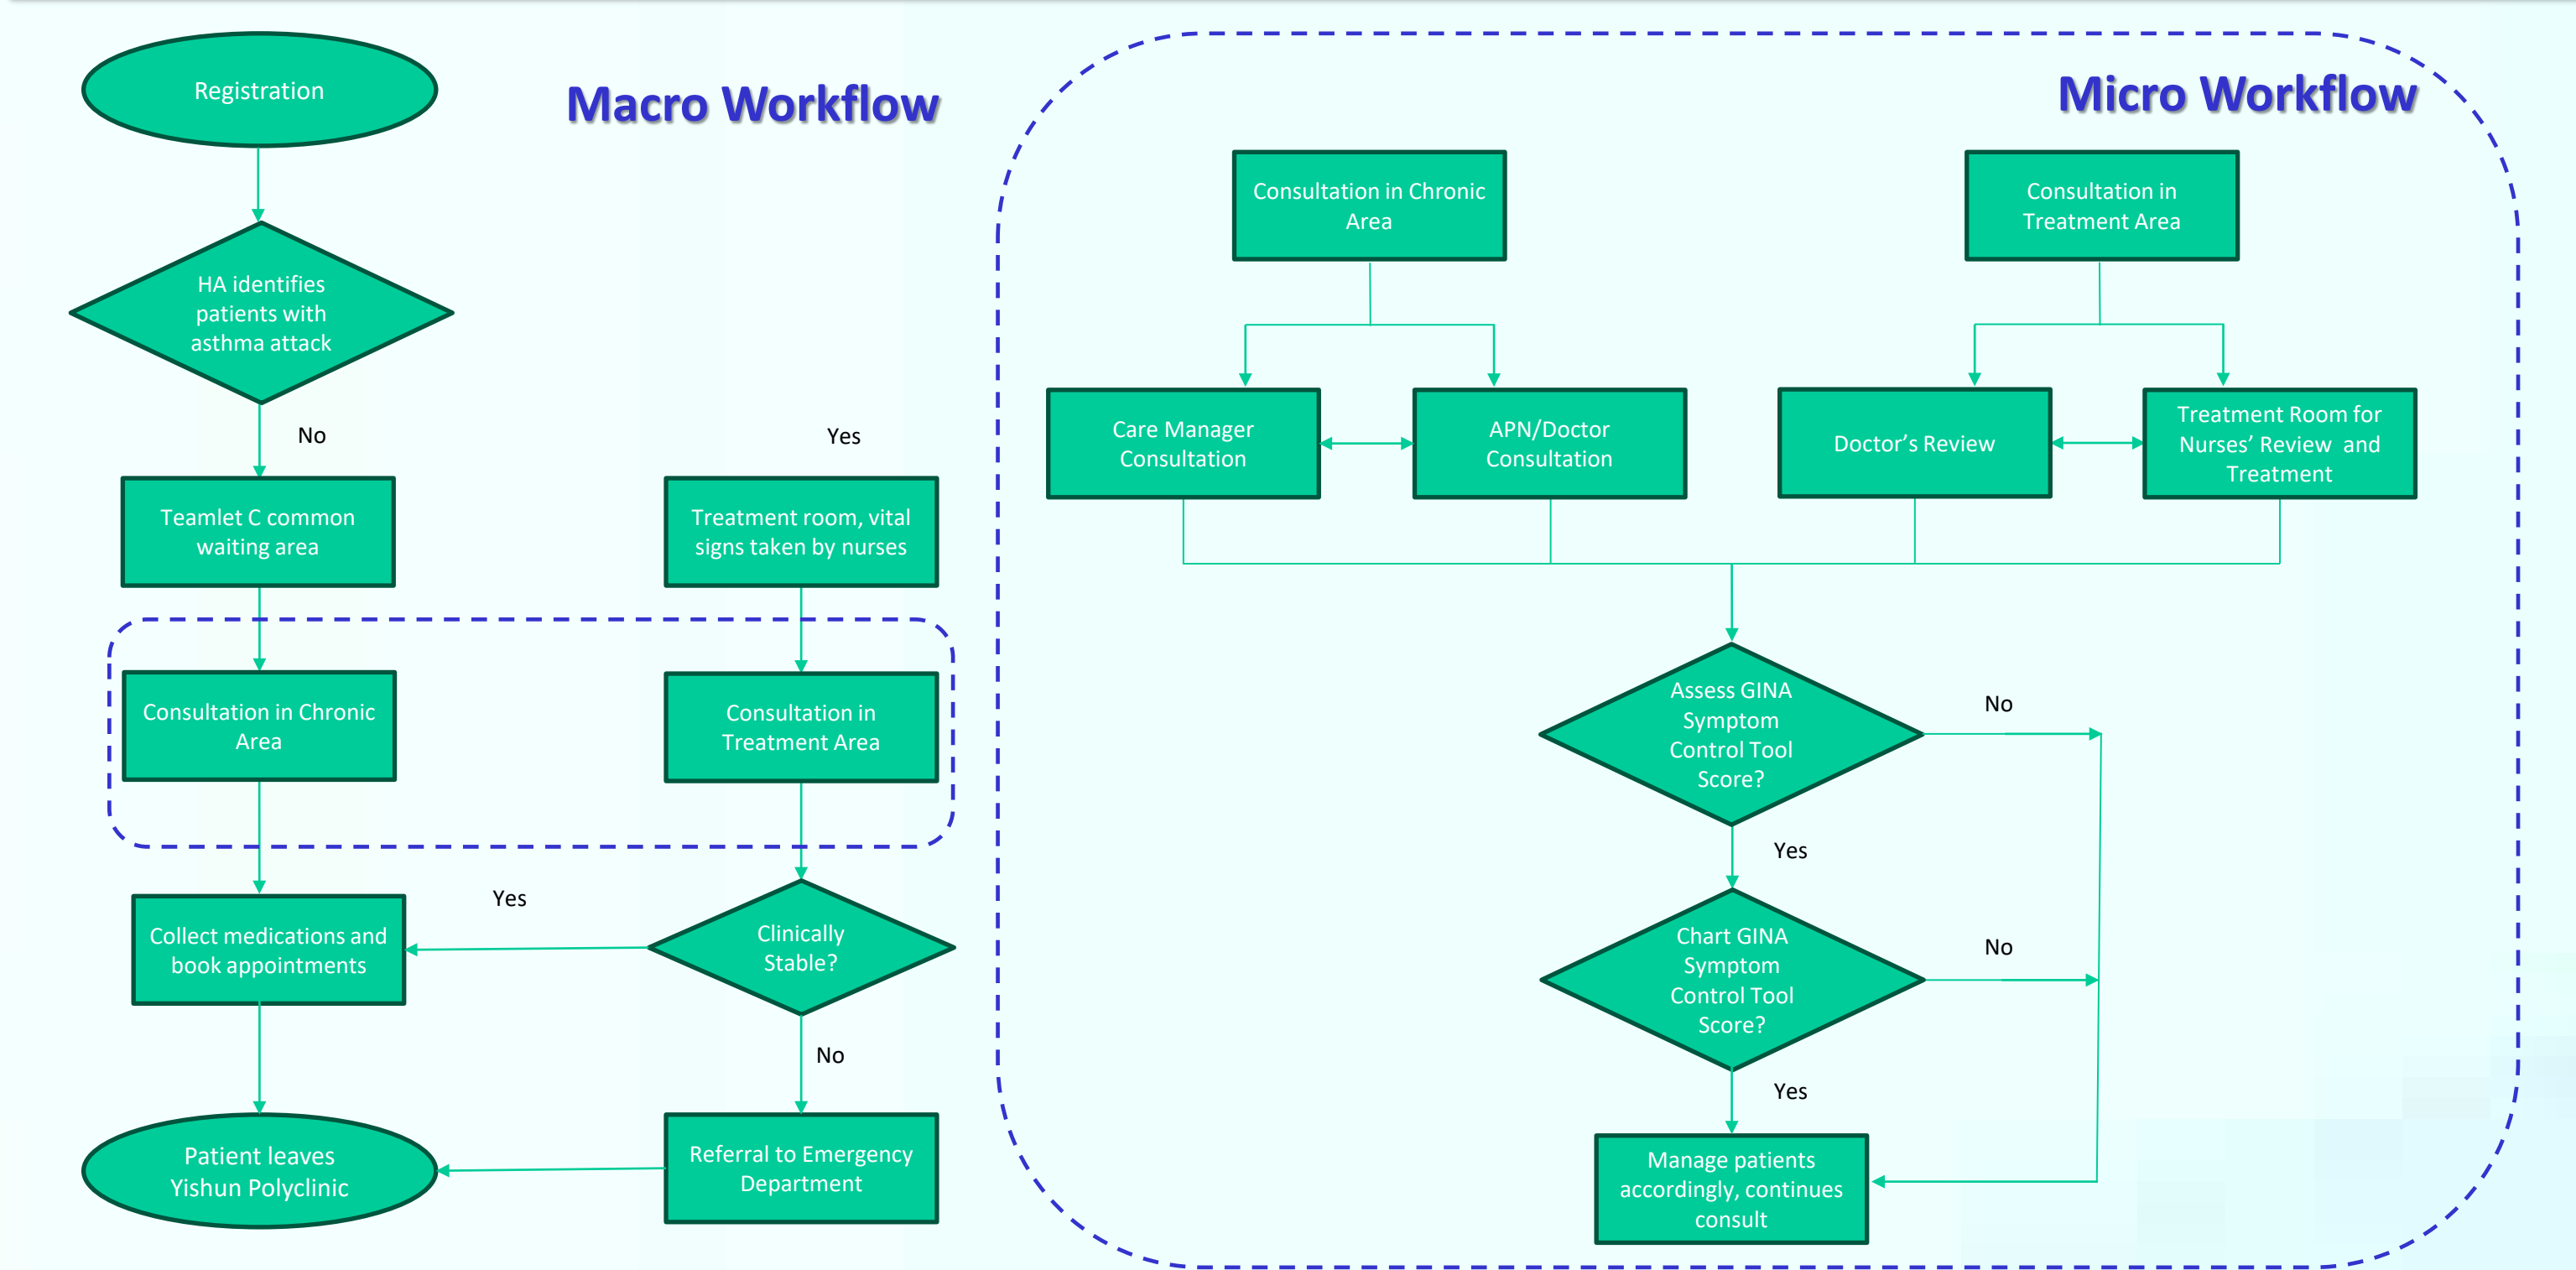 Macro Workflow
Registration
HA identifies
patients with
asthma attack
No
Yes
Teamlet C common
waiting area
Treatment room, vital
signs taken by nurses
Consultation in Chronic
Area
Consultation in
Treatment Area
Collect medications and
book appointments
Yes
Clinically
Stable?
No
Patient leaves
Yishun Polyclinic
Referral to Emergency
Department
Micro Workflow
Consultation in Chronic
Area
Consultation in
Treatment Area
Care Manager
Consultation
APN/Doctor
Consultation
Doctor’s Review
Treatment Room for
Nurses’ Review and
Treatment
Assess GINA
Symptom
Control Tool
Score?
No
Yes
Chart GINA
Symptom
Control Tool
Score?
No
Yes
Manage patients
accordingly, continues
consult